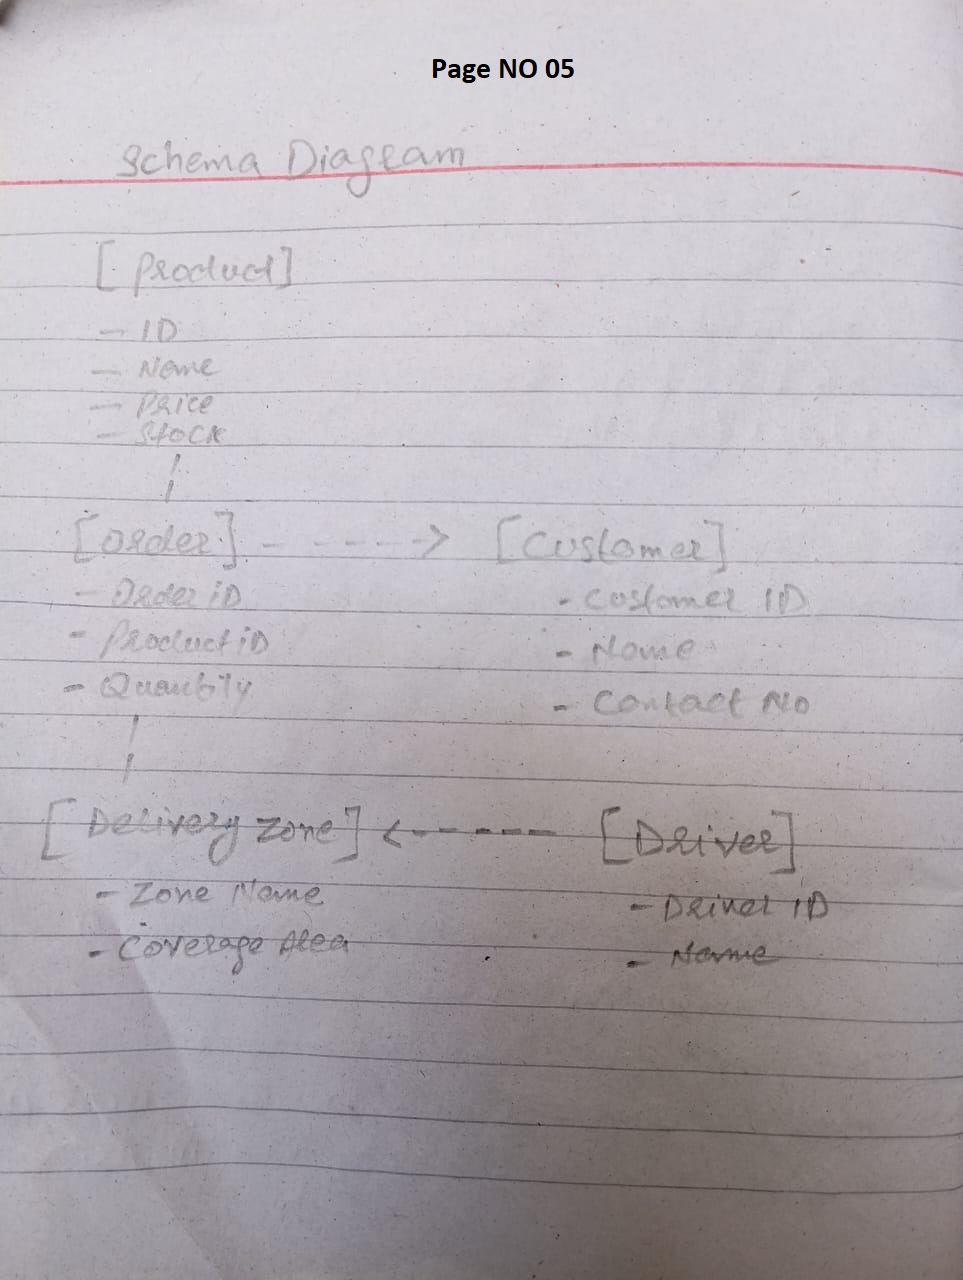 Page NO 05
Schema Diagram
[Product]
- ID
- Name
- Price
- Stock
[Order] - - - - -> [Customer]
- Order iD
- Customer ID
- Product iD
- Name
- Quantity
- Contact No
[Delivery Zone] <- - - - - [Driver]
- Zone Name
- Driver ID
- Coverage Area
- Name